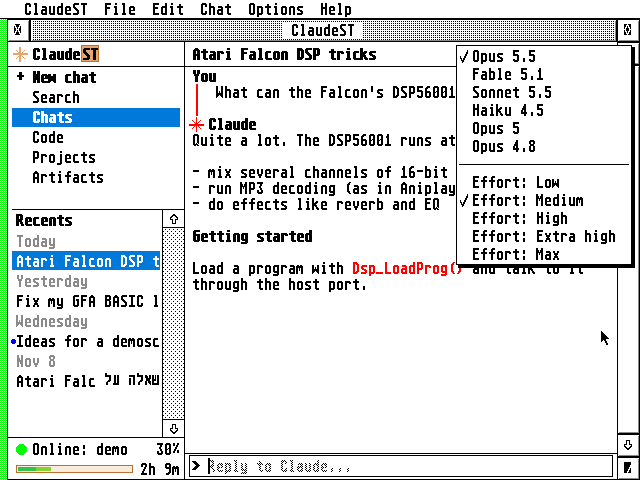 ClaudeST File Edit Chat Options Help
ClaudeST
ClaudeST
+ New chat
Search
Chats
Code
Projects
Artifacts
Recents
Today
Atari Falcon DSP t
Yesterday
Fix my GFA BASIC l
Wednesday
Ideas for a demosc
Nov 8
Atari Falc שאלה על
Online: demo 30%
2h 9m
Atari Falcon DSP tricks
You
What can the Falcon's DSP56001
Claude
Quite a lot. The DSP56001 runs at
- mix several channels of 16-bit
- run MP3 decoding (as in Aniplay
- do effects like reverb and EQ
Getting started
Load a program with Dsp_LoadProg() and talk to it
through the host port.
> Reply to Claude...
✓Opus 5.5
Fable 5.1
Sonnet 5.5
Haiku 4.5
Opus 5
Opus 4.8
Effort: Low
✓Effort: Medium
Effort: High
Effort: Extra high
Effort: Max